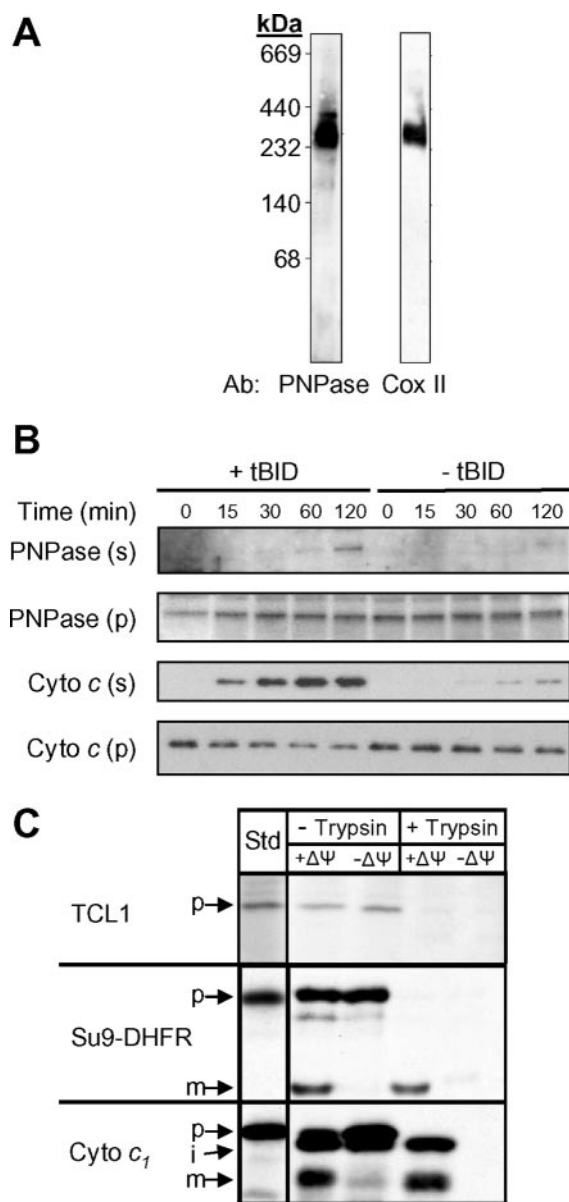 A
kDa
669
440
232
140
68
Ab: PNPase Cox II
B
+ tBID - tBID
Time (min) 0 15 30 60 120 0 15 30 60 120
PNPase (s)
PNPase (p)
Cyto c (s)
Cyto c (p)
C
Std - Trypsin + Trypsin
+ΔΨ -ΔΨ +ΔΨ -ΔΨ
TCL1 p
p
Su9-DHFR
m
Cyto c1 p
i
m